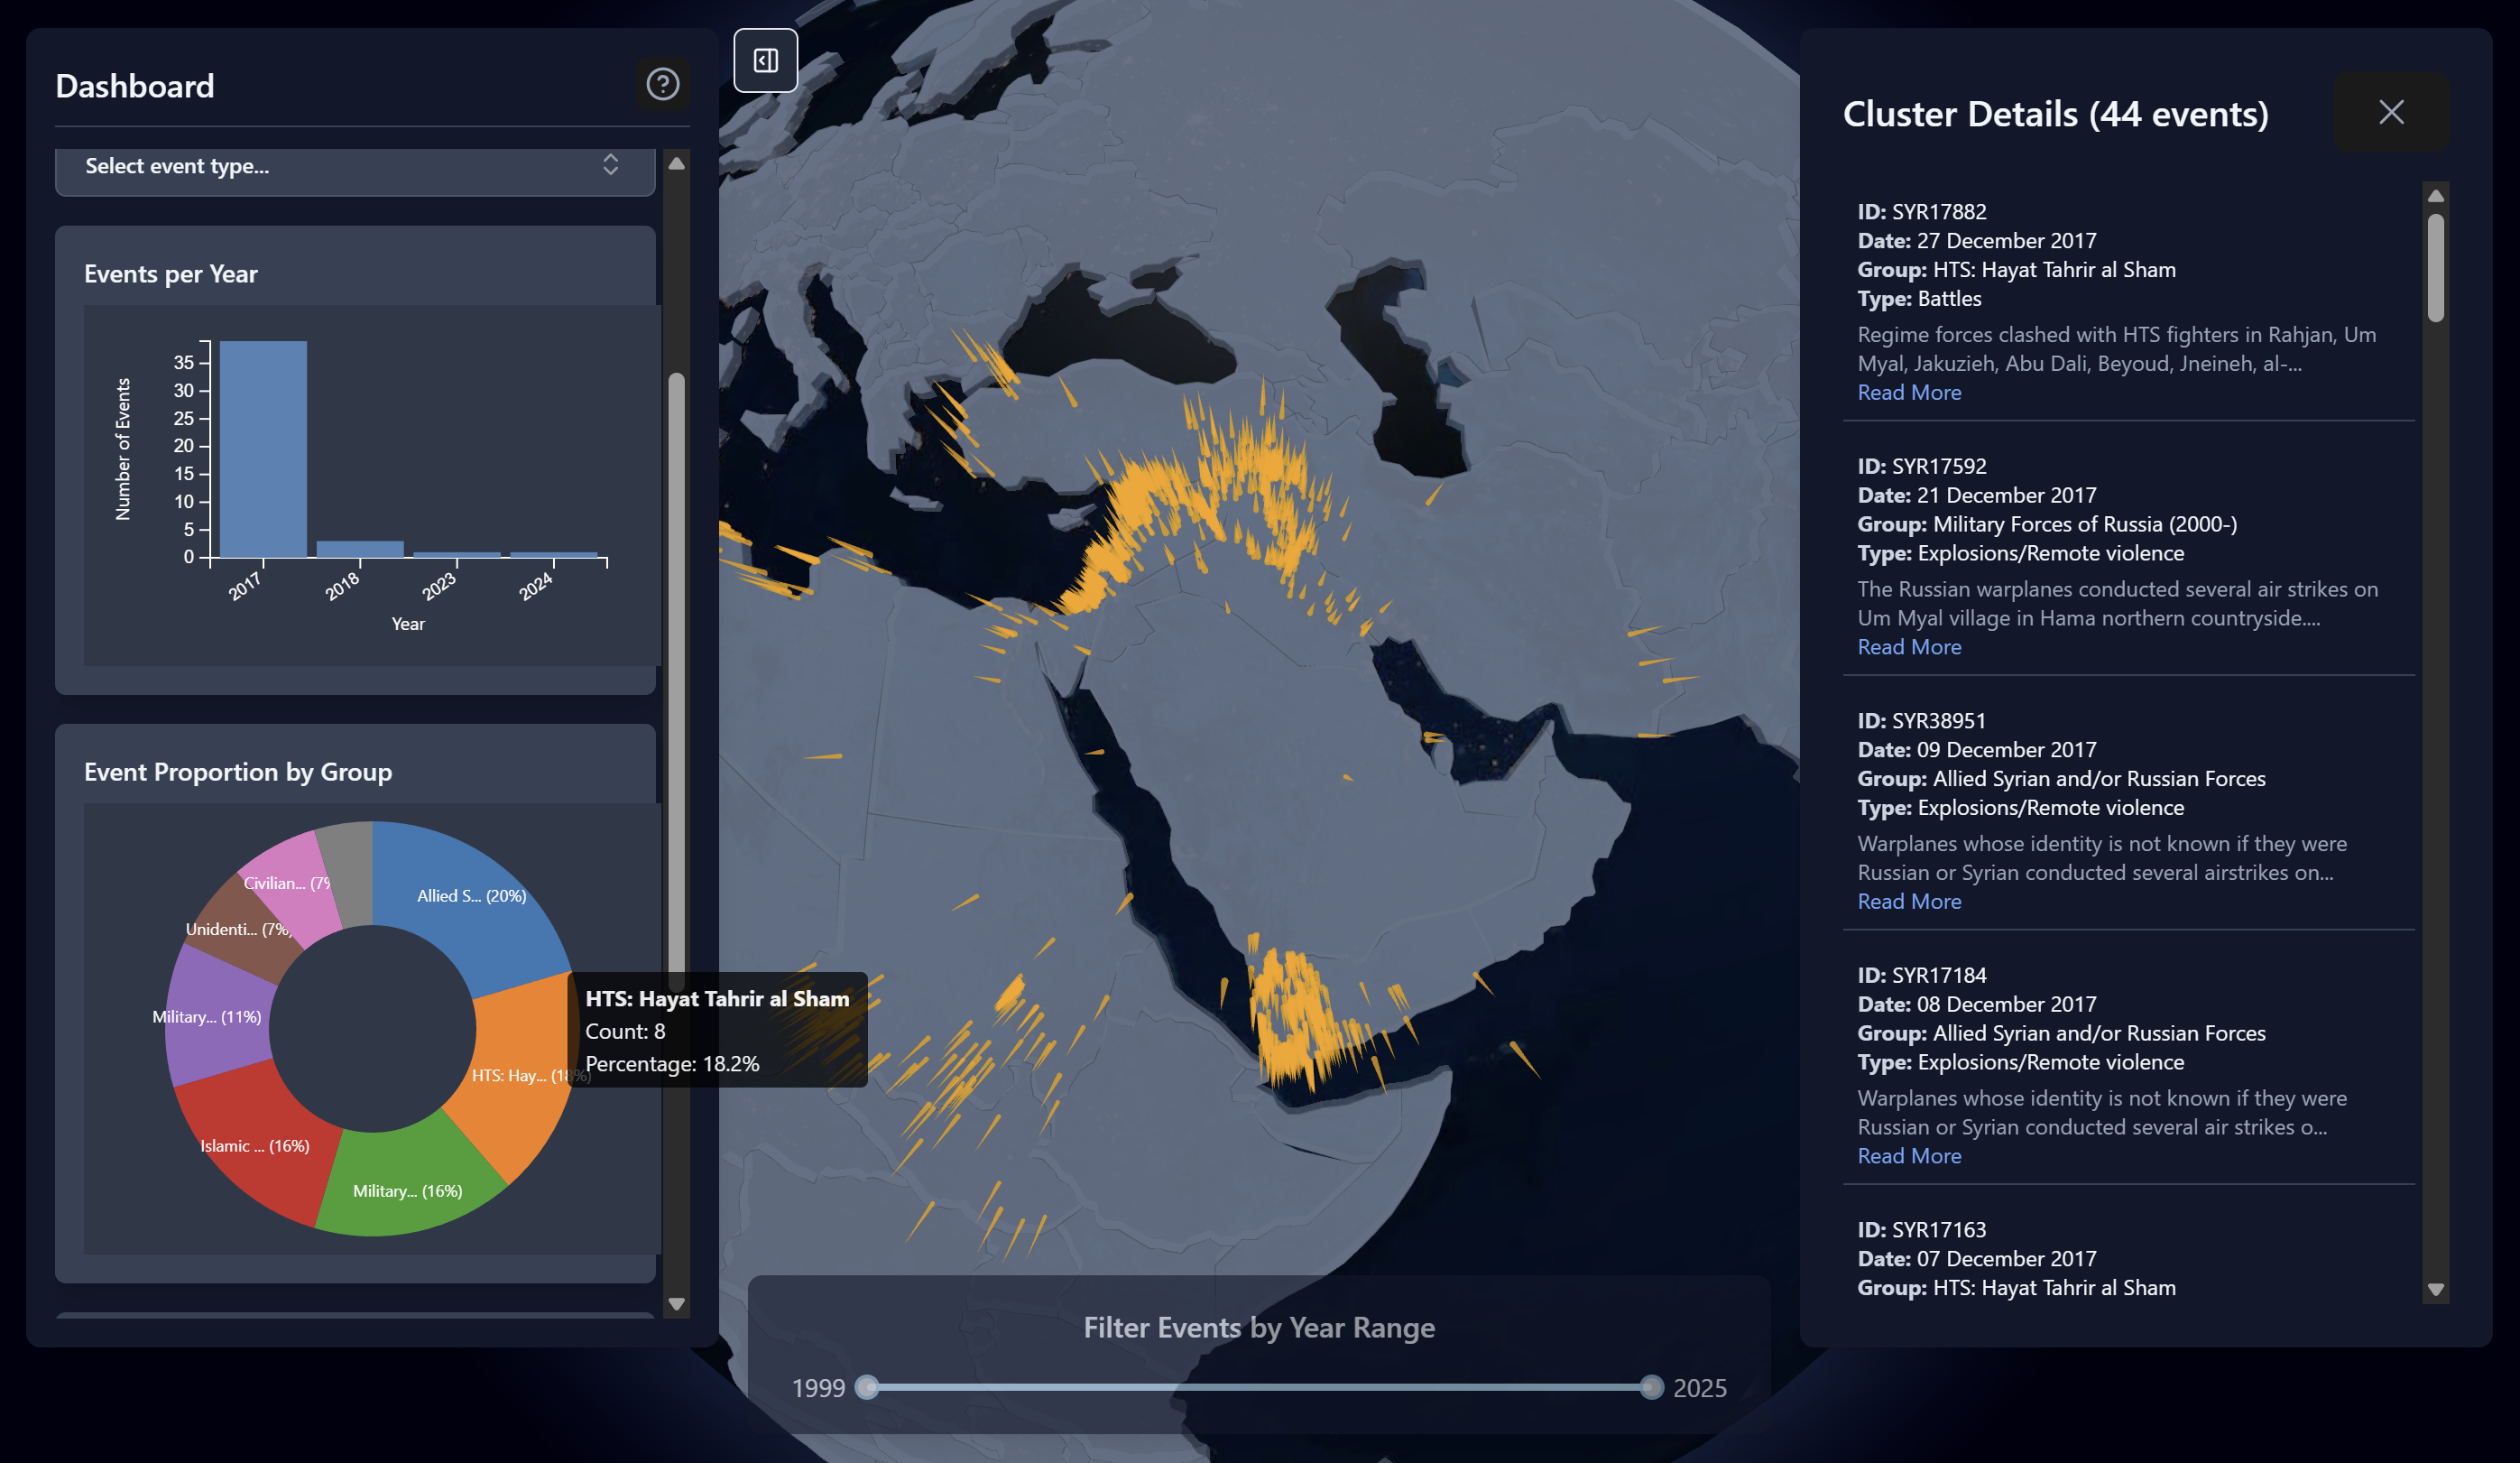 Dashboard
Select event type...
Events per Year
Number of Events
35
30
25
20
15
10
5
0
2017
2018
2023
2024
Year
Event Proportion by Group
Allied S... (20%)
HTS: Hay... (18%)
Military... (16%)
Islamic ... (16%)
Military... (11%)
Unidenti... (7%)
Civilian... (7%
HTS: Hayat Tahrir al Sham
Count: 8
Percentage: 18.2%
Filter Events by Year Range
1999
2025
Cluster Details (44 events)
ID: SYR17882
Date: 27 December 2017
Group: HTS: Hayat Tahrir al Sham
Type: Battles
Regime forces clashed with HTS fighters in Rahjan, Um
Myal, Jakuzieh, Abu Dali, Beyoud, Jneineh, al-...
Read More
ID: SYR17592
Date: 21 December 2017
Group: Military Forces of Russia (2000-)
Type: Explosions/Remote violence
The Russian warplanes conducted several air strikes on
Um Myal village in Hama northern countryside....
Read More
ID: SYR38951
Date: 09 December 2017
Group: Allied Syrian and/or Russian Forces
Type: Explosions/Remote violence
Warplanes whose identity is not known if they were
Russian or Syrian conducted several airstrikes on...
Read More
ID: SYR17184
Date: 08 December 2017
Group: Allied Syrian and/or Russian Forces
Type: Explosions/Remote violence
Warplanes whose identity is not known if they were
Russian or Syrian conducted several air strikes o...
Read More
ID: SYR17163
Date: 07 December 2017
Group: HTS: Hayat Tahrir al Sham